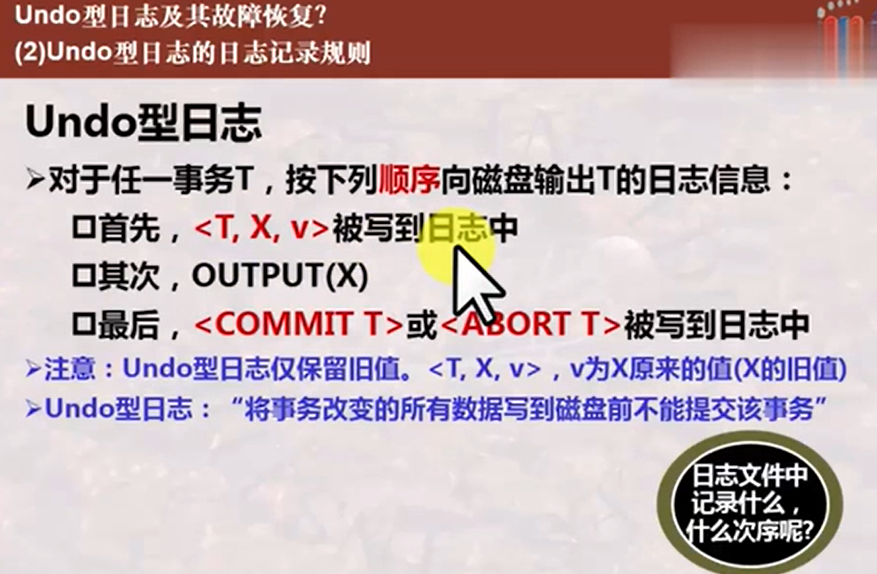 Undo型日志及其故障恢复?
(2)Undo型日志的日志记录规则
Undo型日志
➢对于任一事务T，按下列顺序向磁盘输出T的日志信息：
□首先，<T, X, v>被写到日志中
□其次，OUTPUT(X)
□最后，<COMMIT T>或<ABORT T>被写到日志中
➢注意：Undo型日志仅保留旧值。<T, X, v>，v为X原来的值(X的旧值)
➢Undo型日志：“将事务改变的所有数据写到磁盘前不能提交该事务”
日志文件中
记录什么，
什么次序呢?